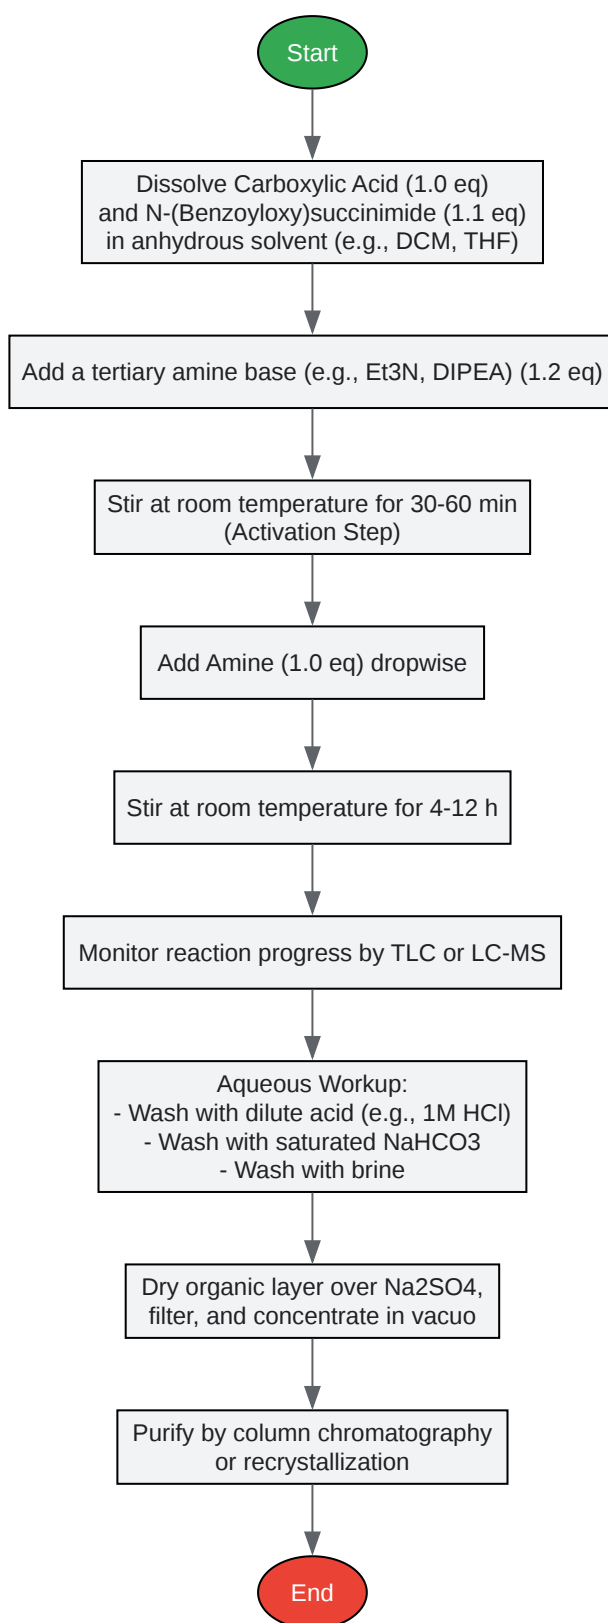 Start
Dissolve Carboxylic Acid (1.0 eq)
and N-(Benzoyloxy)succinimide (1.1 eq)
in anhydrous solvent (e.g., DCM, THF)
Add a tertiary amine base (e.g., Et3N, DIPEA) (1.2 eq)
Stir at room temperature for 30-60 min
(Activation Step)
Add Amine (1.0 eq) dropwise
Stir at room temperature for 4-12 h
Monitor reaction progress by TLC or LC-MS
Aqueous Workup:
- Wash with dilute acid (e.g., 1M HCl)
- Wash with saturated NaHCO3
- Wash with brine
Dry organic layer over Na2SO4,
filter, and concentrate in vacuo
Purify by column chromatography
or recrystallization
End